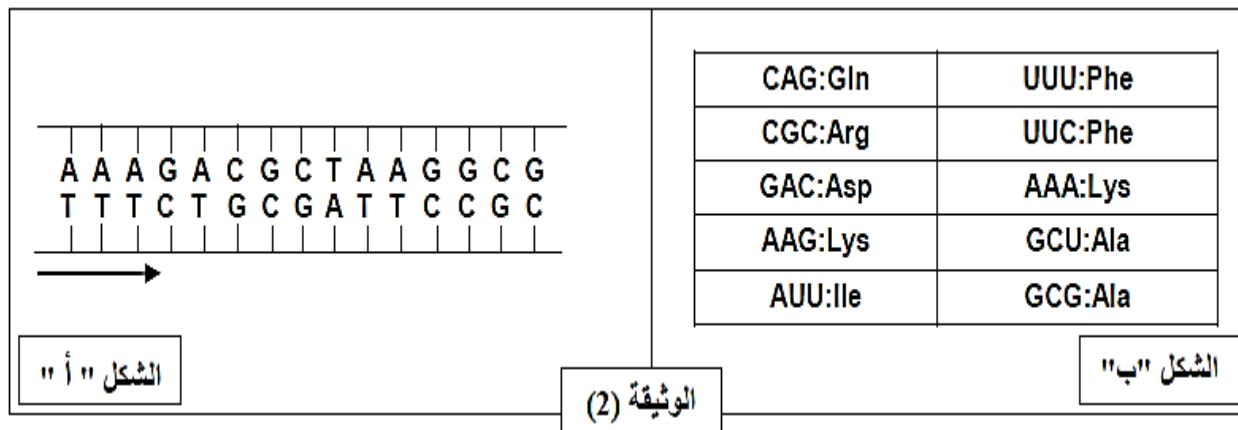 A A A G A C G C T A A G G C G
T T T C T G C G A T T C C G C
الشكل " أ "
CAG:Gln UUU:Phe
CGC:Arg UUC:Phe
GAC:Asp AAA:Lys
AAG:Lys GCU:Ala
AUU:Ile GCG:Ala
الشكل "ب"
الوثيقة (2)